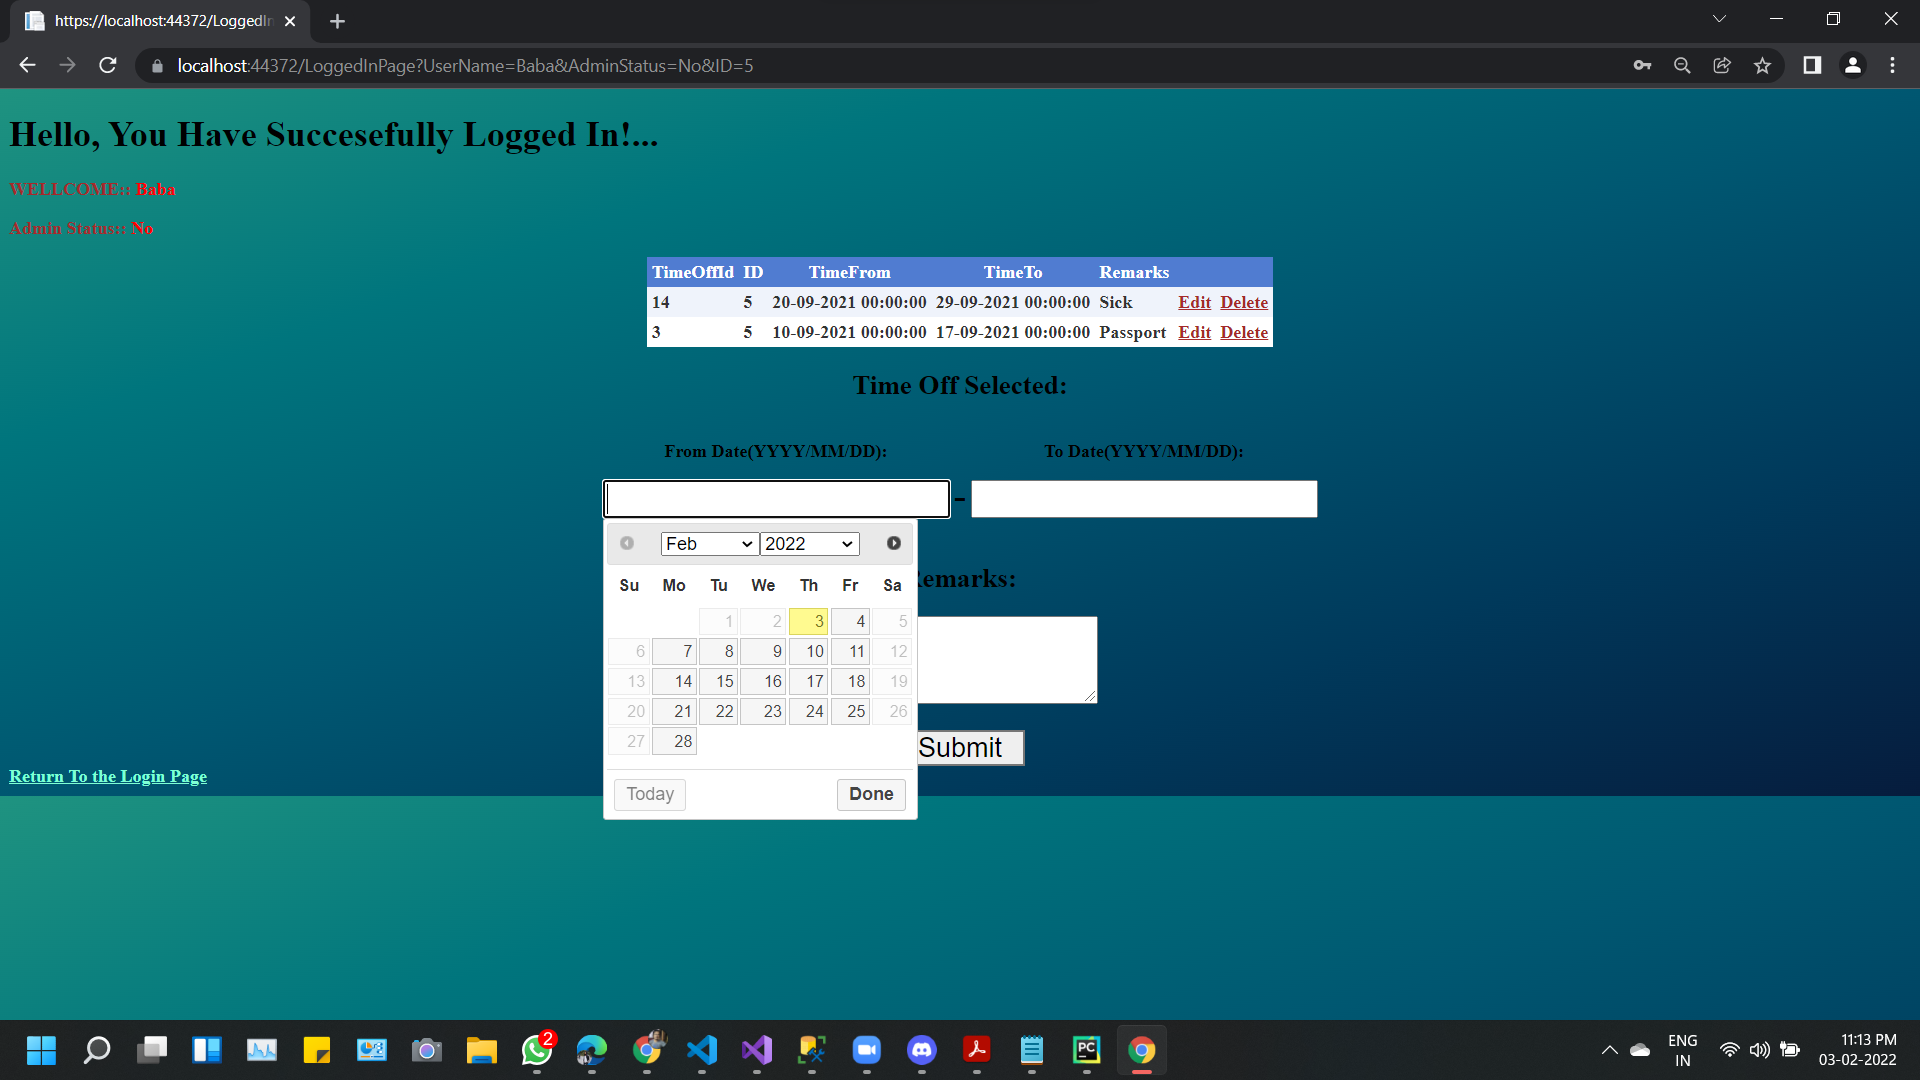 https://localhost:44372/LoggedIn
localhost:44372/LoggedInPage?UserName=Baba&AdminStatus=No&ID=5
Hello, You Have Succesefully Logged In!...
WELLCOME:: Baba
Admin Status:: No
TimeOffId ID TimeFrom TimeTo Remarks
14 5 20-09-2021 00:00:00 29-09-2021 00:00:00 Sick Edit Delete
3 5 10-09-2021 00:00:00 17-09-2021 00:00:00 Passport Edit Delete
Time Off Selected:
From Date(YYYY/MM/DD): To Date(YYYY/MM/DD):
-
Feb 2022
Su Mo Tu We Th Fr Sa
1 2 3 4 5
6 7 8 9 10 11 12
13 14 15 16 17 18 19
20 21 22 23 24 25 26
27 28
Today Done
Remarks:
Submit
Return To the Login Page
2
PC
ENG
IN
11:13 PM
03-02-2022